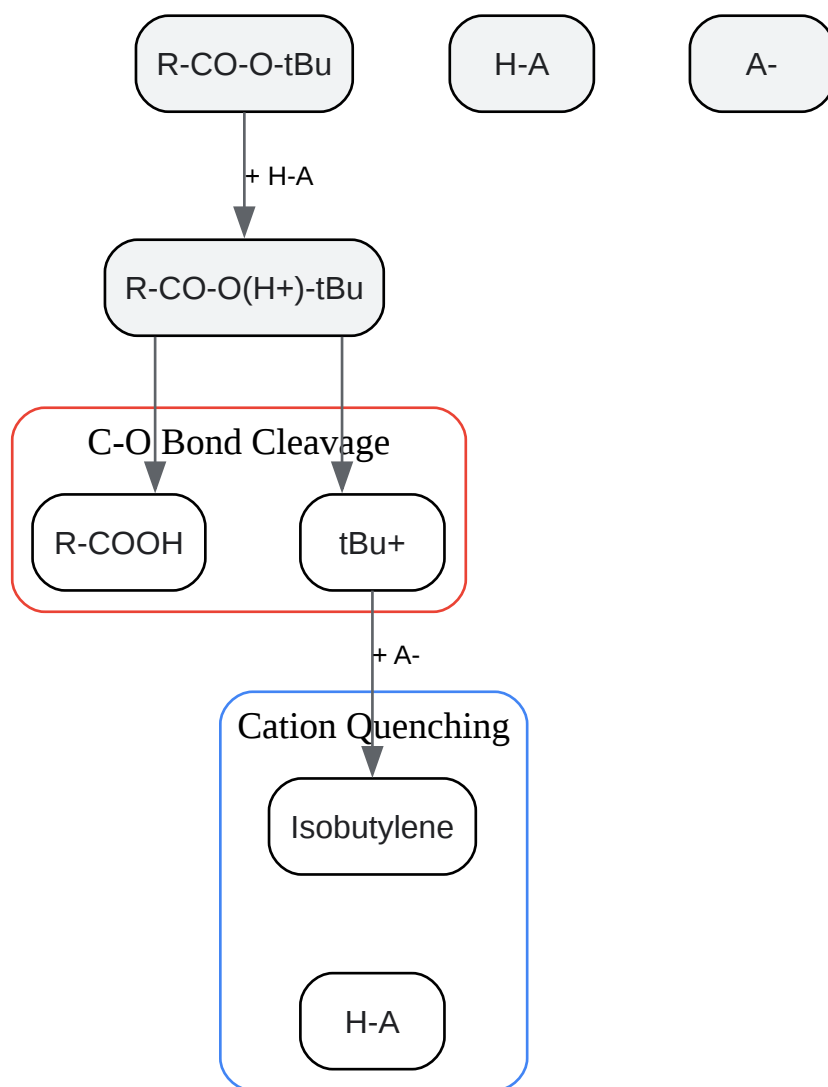 R-CO-O-tBu
H-A
A-
+ H-A
R-CO-O(H+)-tBu
C-O Bond Cleavage
R-COOH
tBu+
+ A-
Cation Quenching
Isobutylene
H-A